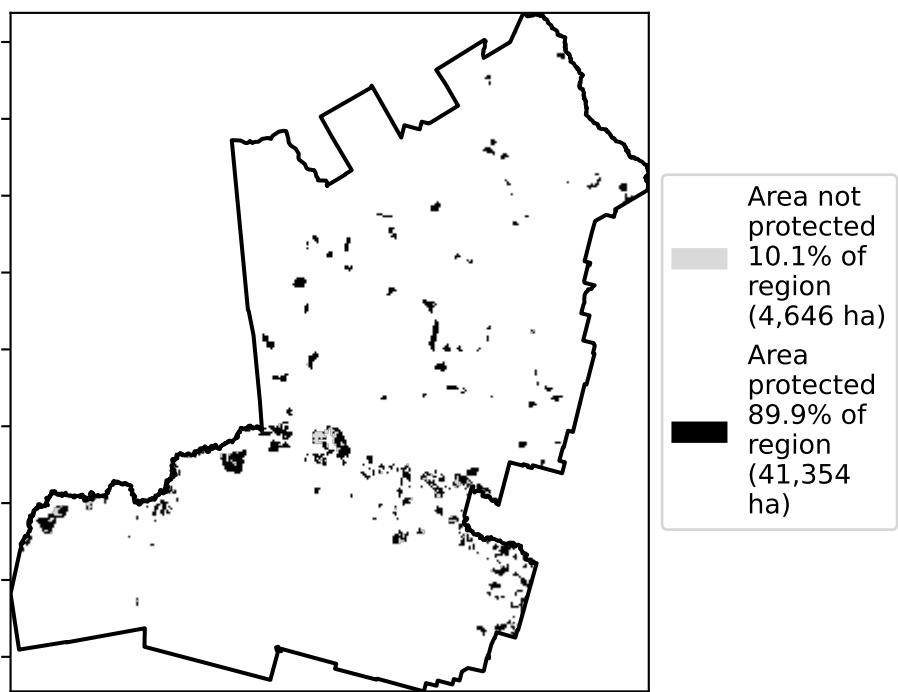 Area not
protected
10.1% of
region
(4,646 ha)
Area
protected
89.9% of
region
(41,354
ha)